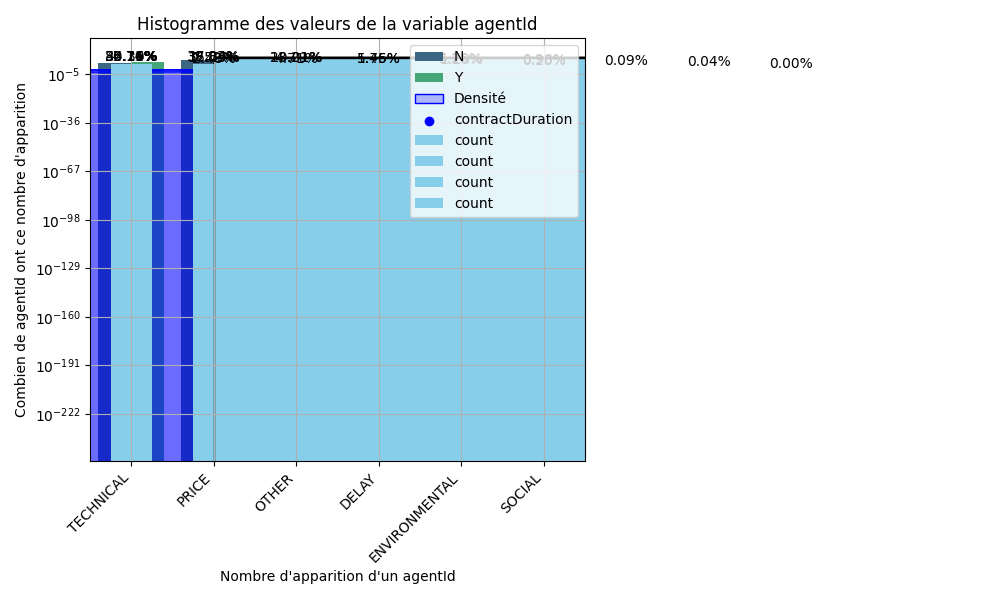 Histogramme des valeurs de la variable agentId
N
Y
Densité
contractDuration
count
count
count
count
0.09%
0.04%
0.00%
10^-5
10^-36
10^-67
10^-98
10^-129
10^-160
10^-191
10^-222
Combien de agentId ont ce nombre d'apparition
TECHNICAL
PRICE
OTHER
DELAY
ENVIRONMENTAL
SOCIAL
Nombre d'apparition d'un agentId